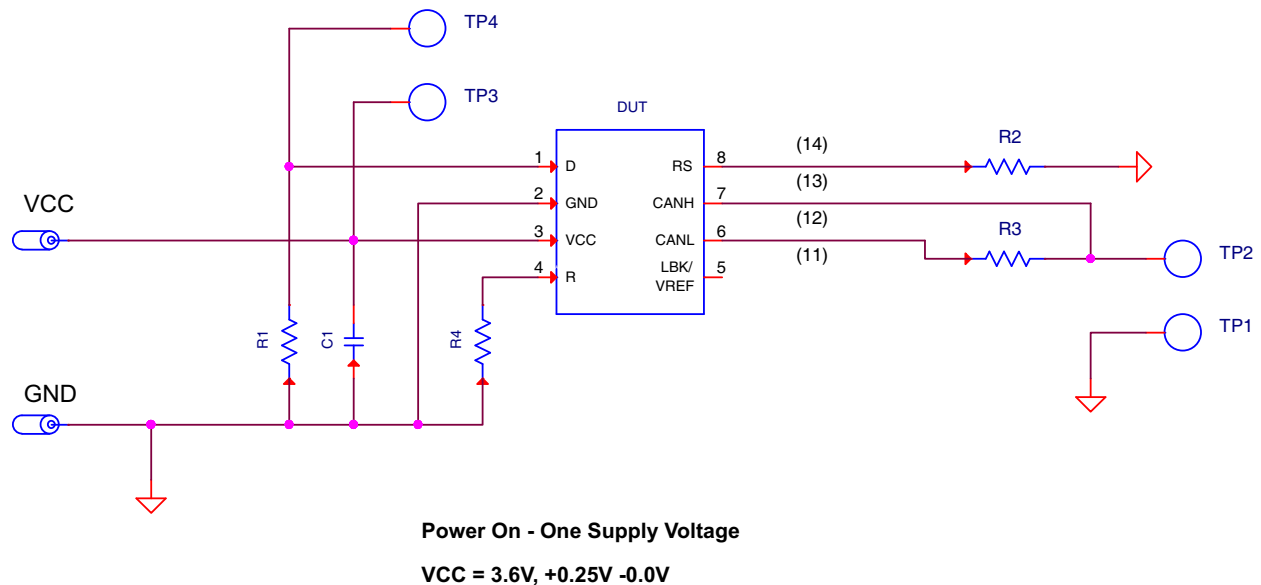 TP4
TP3
DUT
1 D
2 GND
3 VCC
4 R
RS 8
CANH 7
CANL 6
LBK/ 5
VREF
(14)
(13)
(12)
(11)
R2
R3
TP2
TP1
VCC
GND
R1
C1
R4
Power On - One Supply Voltage
VCC = 3.6V, +0.25V -0.0V